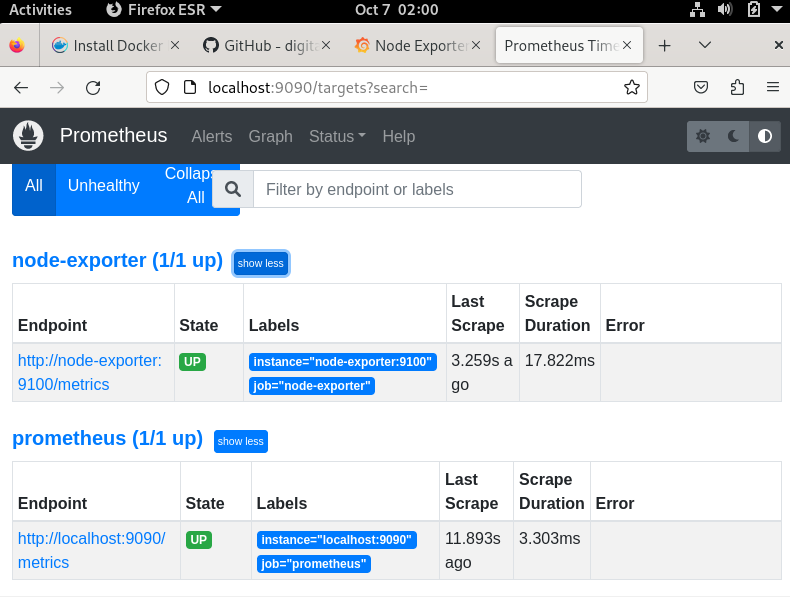 Activities Firefox ESR Oct 7 02:00
Install Docker GitHub - digit Node Exporter Prometheus Time
localhost:9090/targets?search=
Prometheus Alerts Graph Status Help
All Unhealthy Collapse All Filter by endpoint or labels
node-exporter (1/1 up) show less
Endpoint State Labels Last Scrape Scrape Duration Error
http://node-exporter:9100/metrics UP instance="node-exporter:9100" job="node-exporter" 3.259s ago 17.822ms
prometheus (1/1 up) show less
Endpoint State Labels Last Scrape Scrape Duration Error
http://localhost:9090/metrics UP instance="localhost:9090" job="prometheus" 11.893s ago 3.303ms